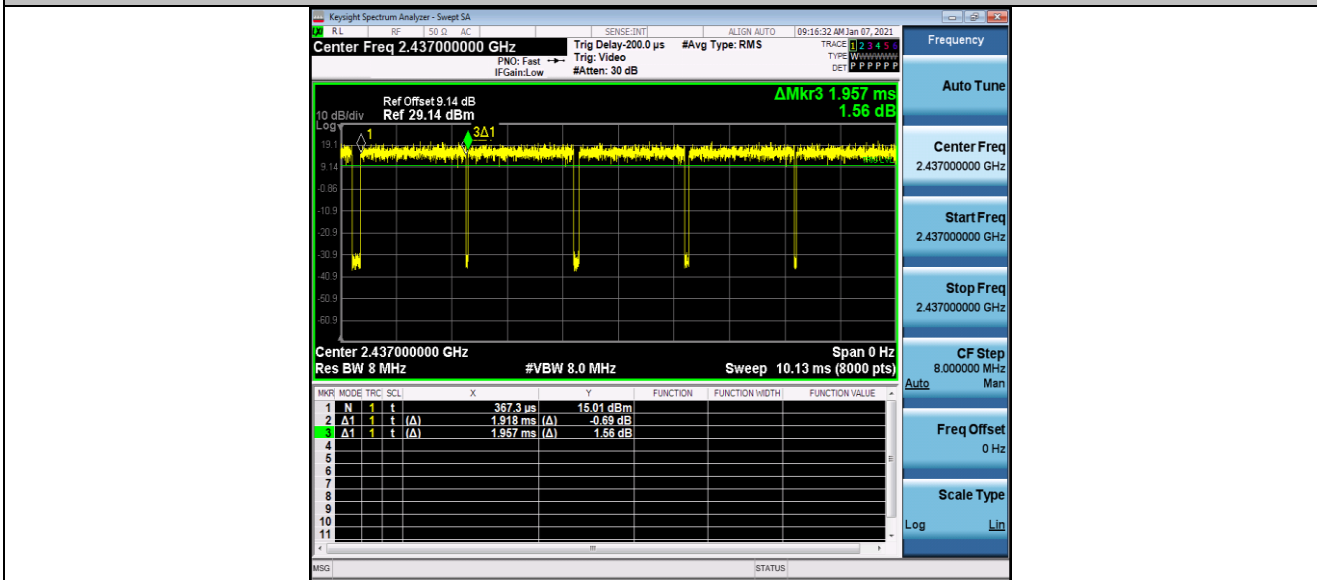 Keysight Spectrum Analyzer - Swept SA
RL RF 50 Ω AC SENSE:INT ALIGN AUTO 09:16:32 AM Jan 07, 2021
Center Freq 2.437000000 GHz
PNO: Fast
IFGain:Low
Trig Delay-200.0 µs
Trig: Video
#Atten: 30 dB
#Avg Type: RMS
TRACE 1 2 3 4 5 6
TYPE WWWWWW
DET P P P P P P
Frequency
ΔMkr3 1.957 ms
1.56 dB
Ref Offset 9.14 dB
10 dB/div Ref 29.14 dBm
Log
1
3Δ1
19.1
9.14
-0.86
-10.9
-20.9
-30.9
-40.9
-50.9
-60.9
Center 2.437000000 GHz Span 0 Hz
Res BW 8 MHz #VBW 8.0 MHz Sweep 10.13 ms (8000 pts)
MKR MODE TRC SCL X Y FUNCTION FUNCTION WIDTH FUNCTION VALUE
1 N 1 t 367.3 µs 15.01 dBm
2 Δ1 1 t (Δ) 1.918 ms (Δ) -0.69 dB
3 Δ1 1 t (Δ) 1.957 ms (Δ) 1.56 dB
4
5
6
7
8
9
10
11
MSG STATUS
Auto Tune
Center Freq
2.437000000 GHz
Start Freq
2.437000000 GHz
Stop Freq
2.437000000 GHz
CF Step
8.000000 MHz
Auto Man
Freq Offset
0 Hz
Scale Type
Log Lin